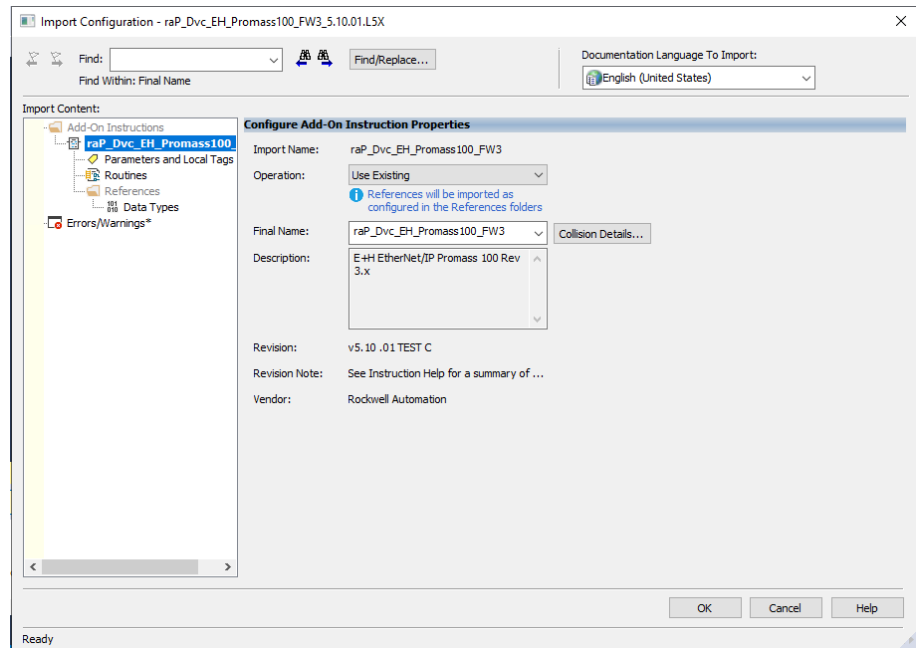 Import Configuration - raP_Dvc_EH_Promass100_FW3_5.10.01.L5X
Find:
Find/Replace...
Find Within: Final Name
Documentation Language To Import:
English (United States)
Import Content:
Add-On Instructions
raP_Dvc_EH_Promass100_
Parameters and Local Tags
Routines
References
Data Types
Errors/Warnings*
Configure Add-On Instruction Properties
Import Name: raP_Dvc_EH_Promass100_FW3
Operation: Use Existing
References will be imported as
configured in the References folders
Final Name: raP_Dvc_EH_Promass100_FW3 Collision Details...
Description: E+H EtherNet/IP Promass 100 Rev
3.x
Revision: v5.10 .01 TEST C
Revision Note: See Instruction Help for a summary of ...
Vendor: Rockwell Automation
OK Cancel Help
Ready